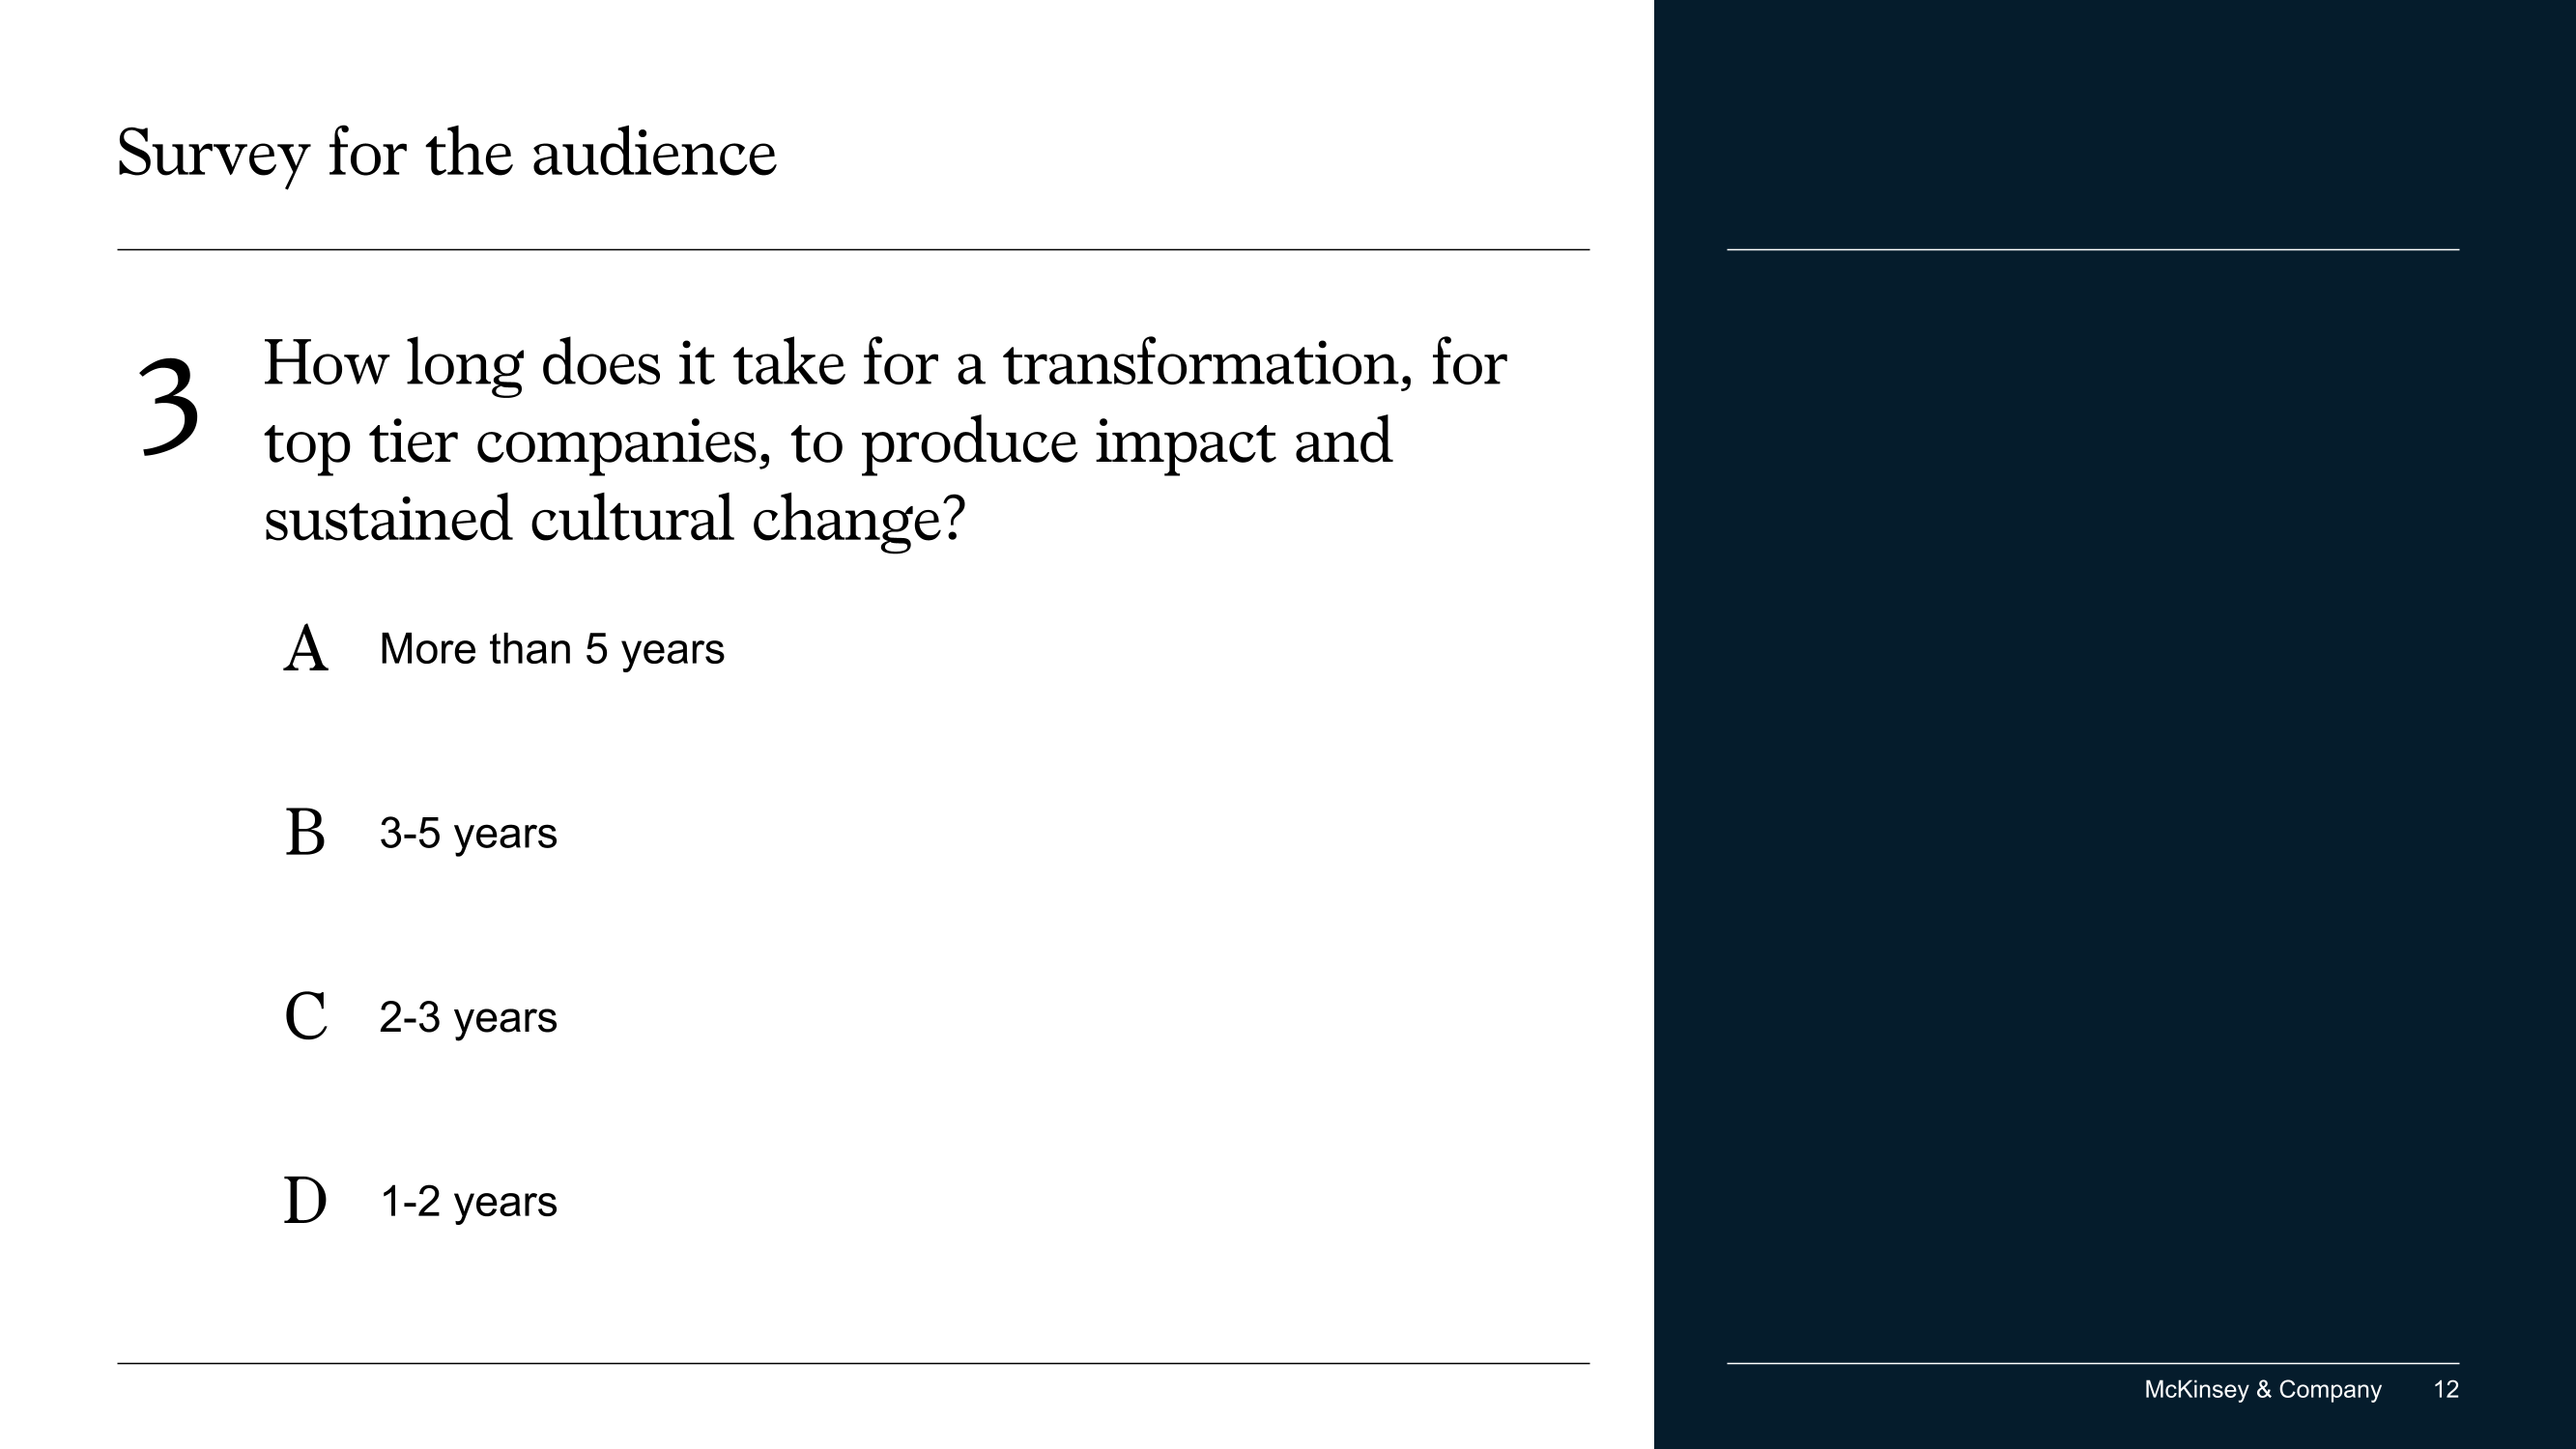 Survey for the audience
3
How long does it take for a transformation, for
top tier companies, to produce impact and
sustained cultural change?
A More than 5 years
B 3-5 years
C 2-3 years
D 1-2 years
McKinsey & Company 12